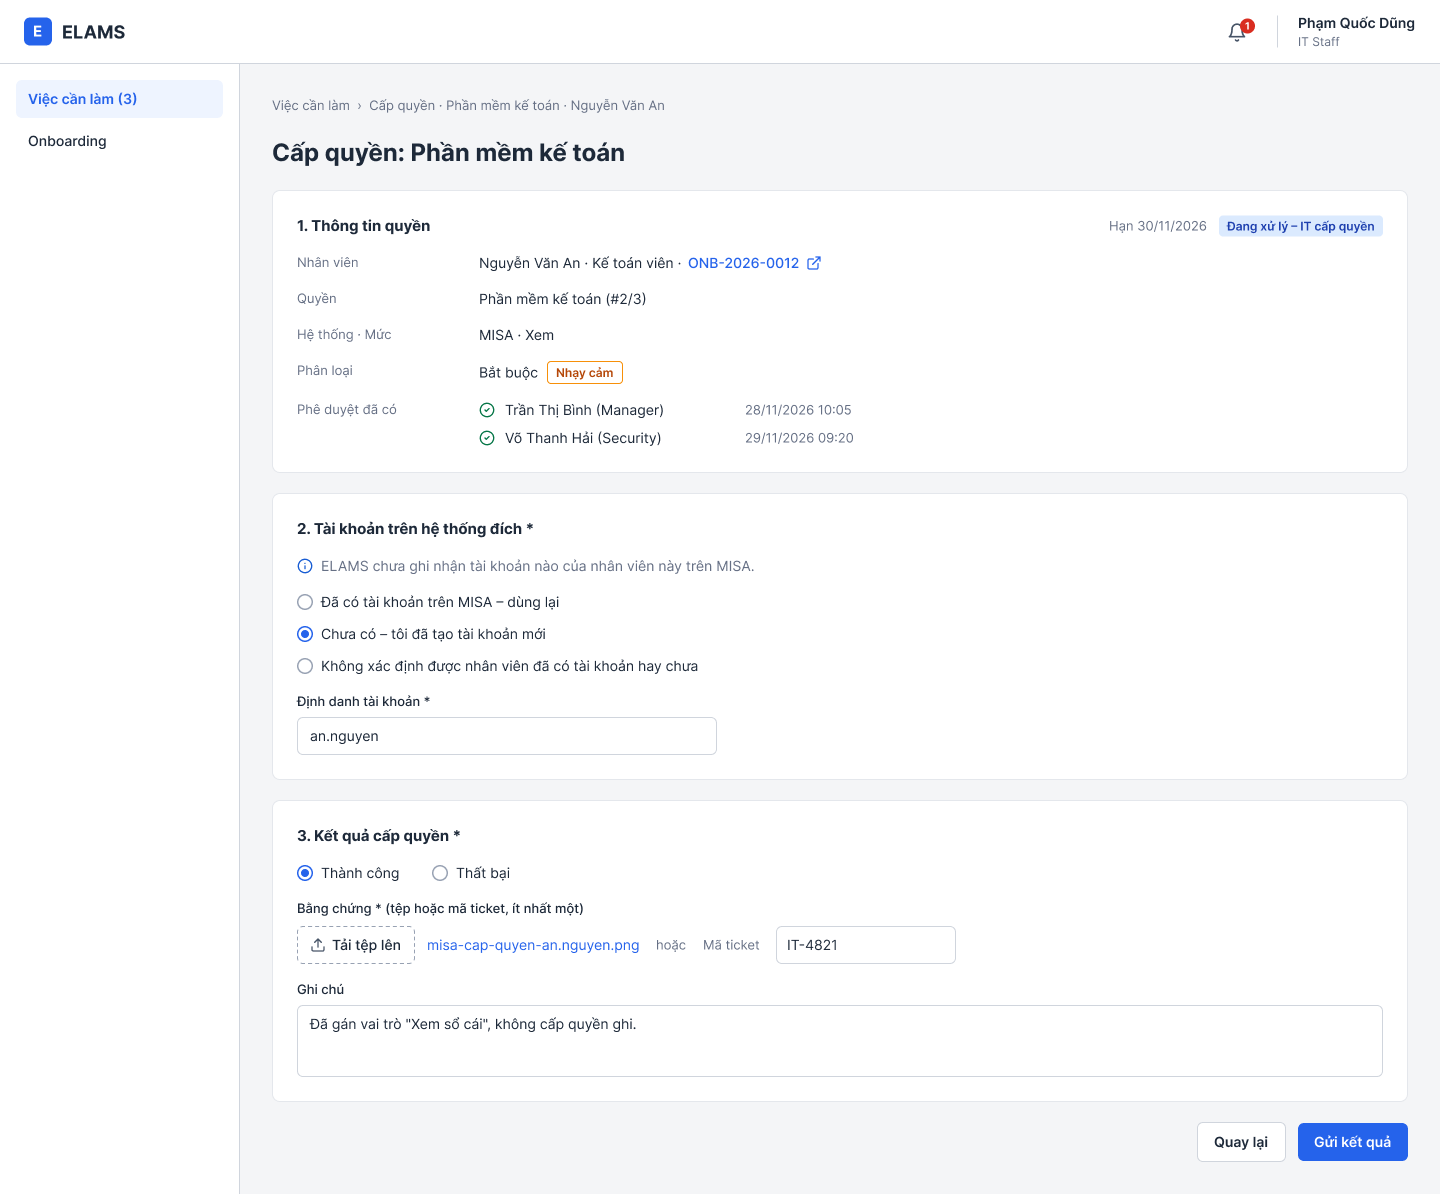 E ELAMS
1
Phạm Quốc Dũng
IT Staff
Việc cần làm (3)
Onboarding
Việc cần làm › Cấp quyền · Phần mềm kế toán · Nguyễn Văn An
Cấp quyền: Phần mềm kế toán
1. Thông tin quyền
Hạn 30/11/2026 Đang xử lý – IT cấp quyền
Nhân viên Nguyễn Văn An · Kế toán viên · ONB-2026-0012
Quyền Phần mềm kế toán (#2/3)
Hệ thống · Mức MISA · Xem
Phân loại Bắt buộc Nhạy cảm
Phê duyệt đã có Trần Thị Bình (Manager) 28/11/2026 10:05
Võ Thanh Hải (Security) 29/11/2026 09:20
2. Tài khoản trên hệ thống đích *
ELAMS chưa ghi nhận tài khoản nào của nhân viên này trên MISA.
Đã có tài khoản trên MISA – dùng lại
Chưa có – tôi đã tạo tài khoản mới
Không xác định được nhân viên đã có tài khoản hay chưa
Định danh tài khoản *
an.nguyen
3. Kết quả cấp quyền *
Thành công Thất bại
Bằng chứng * (tệp hoặc mã ticket, ít nhất một)
Tải tệp lên misa-cap-quyen-an.nguyen.png hoặc Mã ticket IT-4821
Ghi chú
Đã gán vai trò "Xem sổ cái", không cấp quyền ghi.
Quay lại Gửi kết quả